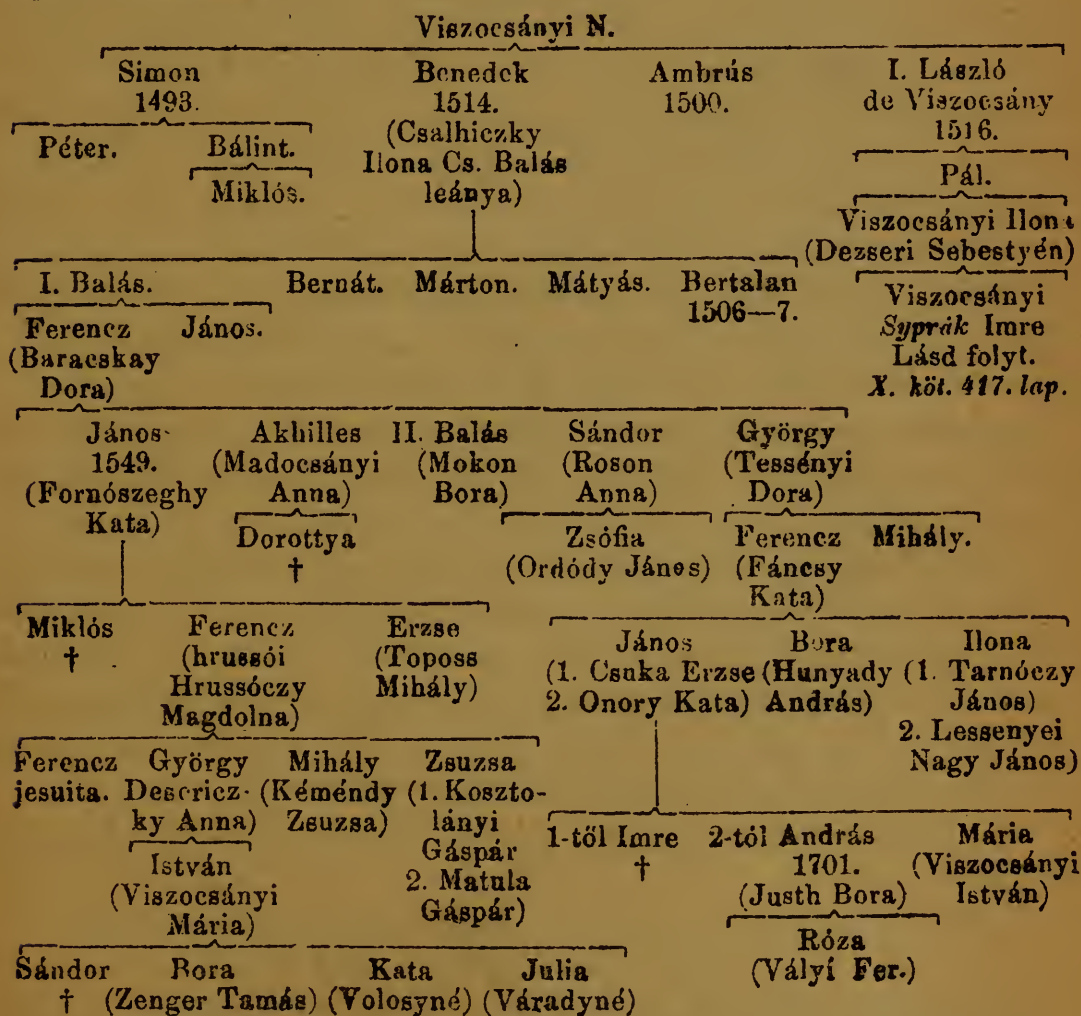 Viszocsányi N.
Simon Benedek Ambrús I. László
1493. 1514. 1500. de Viszocsány
(Csalhiczky 1516.
Péter. Bálint. Ilona Cs. Balás
Miklós. leánya) Pál.
Viszocsányi Ilona
(Dezseri Sebestyén)
I. Balás. Bernát. Márton. Mátyás. Bertalan Viszocsányi
1506—7. Syprák Imre
Ferencz János. Lásd folyt.
(Baracskay X. köt. 417. lap.
Dora)
János Akhilles II. Balás Sándor György
1549. (Madocsányi (Mokon (Roson (Tessényi
(Fornószeghy Anna) Bora) Anna) Dora)
Kata) Dorottya Zsófia Ferencz Mihály.
† (Ordódy János) (Fáncsy
Kata)
Miklós Ferencz Erzse János Bora Ilona
† (hrussói (Toposs (1. Csuka Erzse (Hunyady (1. Tarnóczy
Hrussóczy Mihály) 2. Onory Kata) András) János)
Magdolna) 2. Lessenyei
Nagy János)
Ferencz György Mihály Zsuzsa
jesuita. Descricz- (Kéméndy (1. Koszto-
ky Anna) Zsuzsa) lányi
Gáspár
2. Matula
Gáspár)
1-től Imre 2-tól András Mária
† 1701. (Viszocsányi
(Justh Bora) István)
István
(Viszocsányi
Mária)
Róza
(Vályi Fer.)
Sándor Bora Kata Julia
† (Zenger Tamás) (Volosyné) (Váradyné)